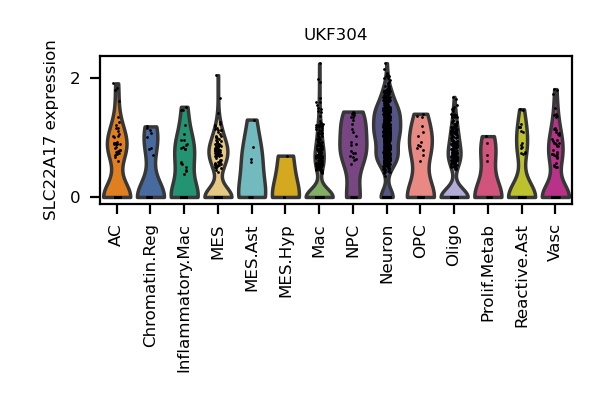 UKF304
SLC22A17 expression
2
0
AC
Chromatin.Reg
Inflammatory.Mac
MES
MES.Ast
MES.Hyp
Mac
NPC
Neuron
OPC
Oligo
Prolif.Metab
Reactive.Ast
Vasc